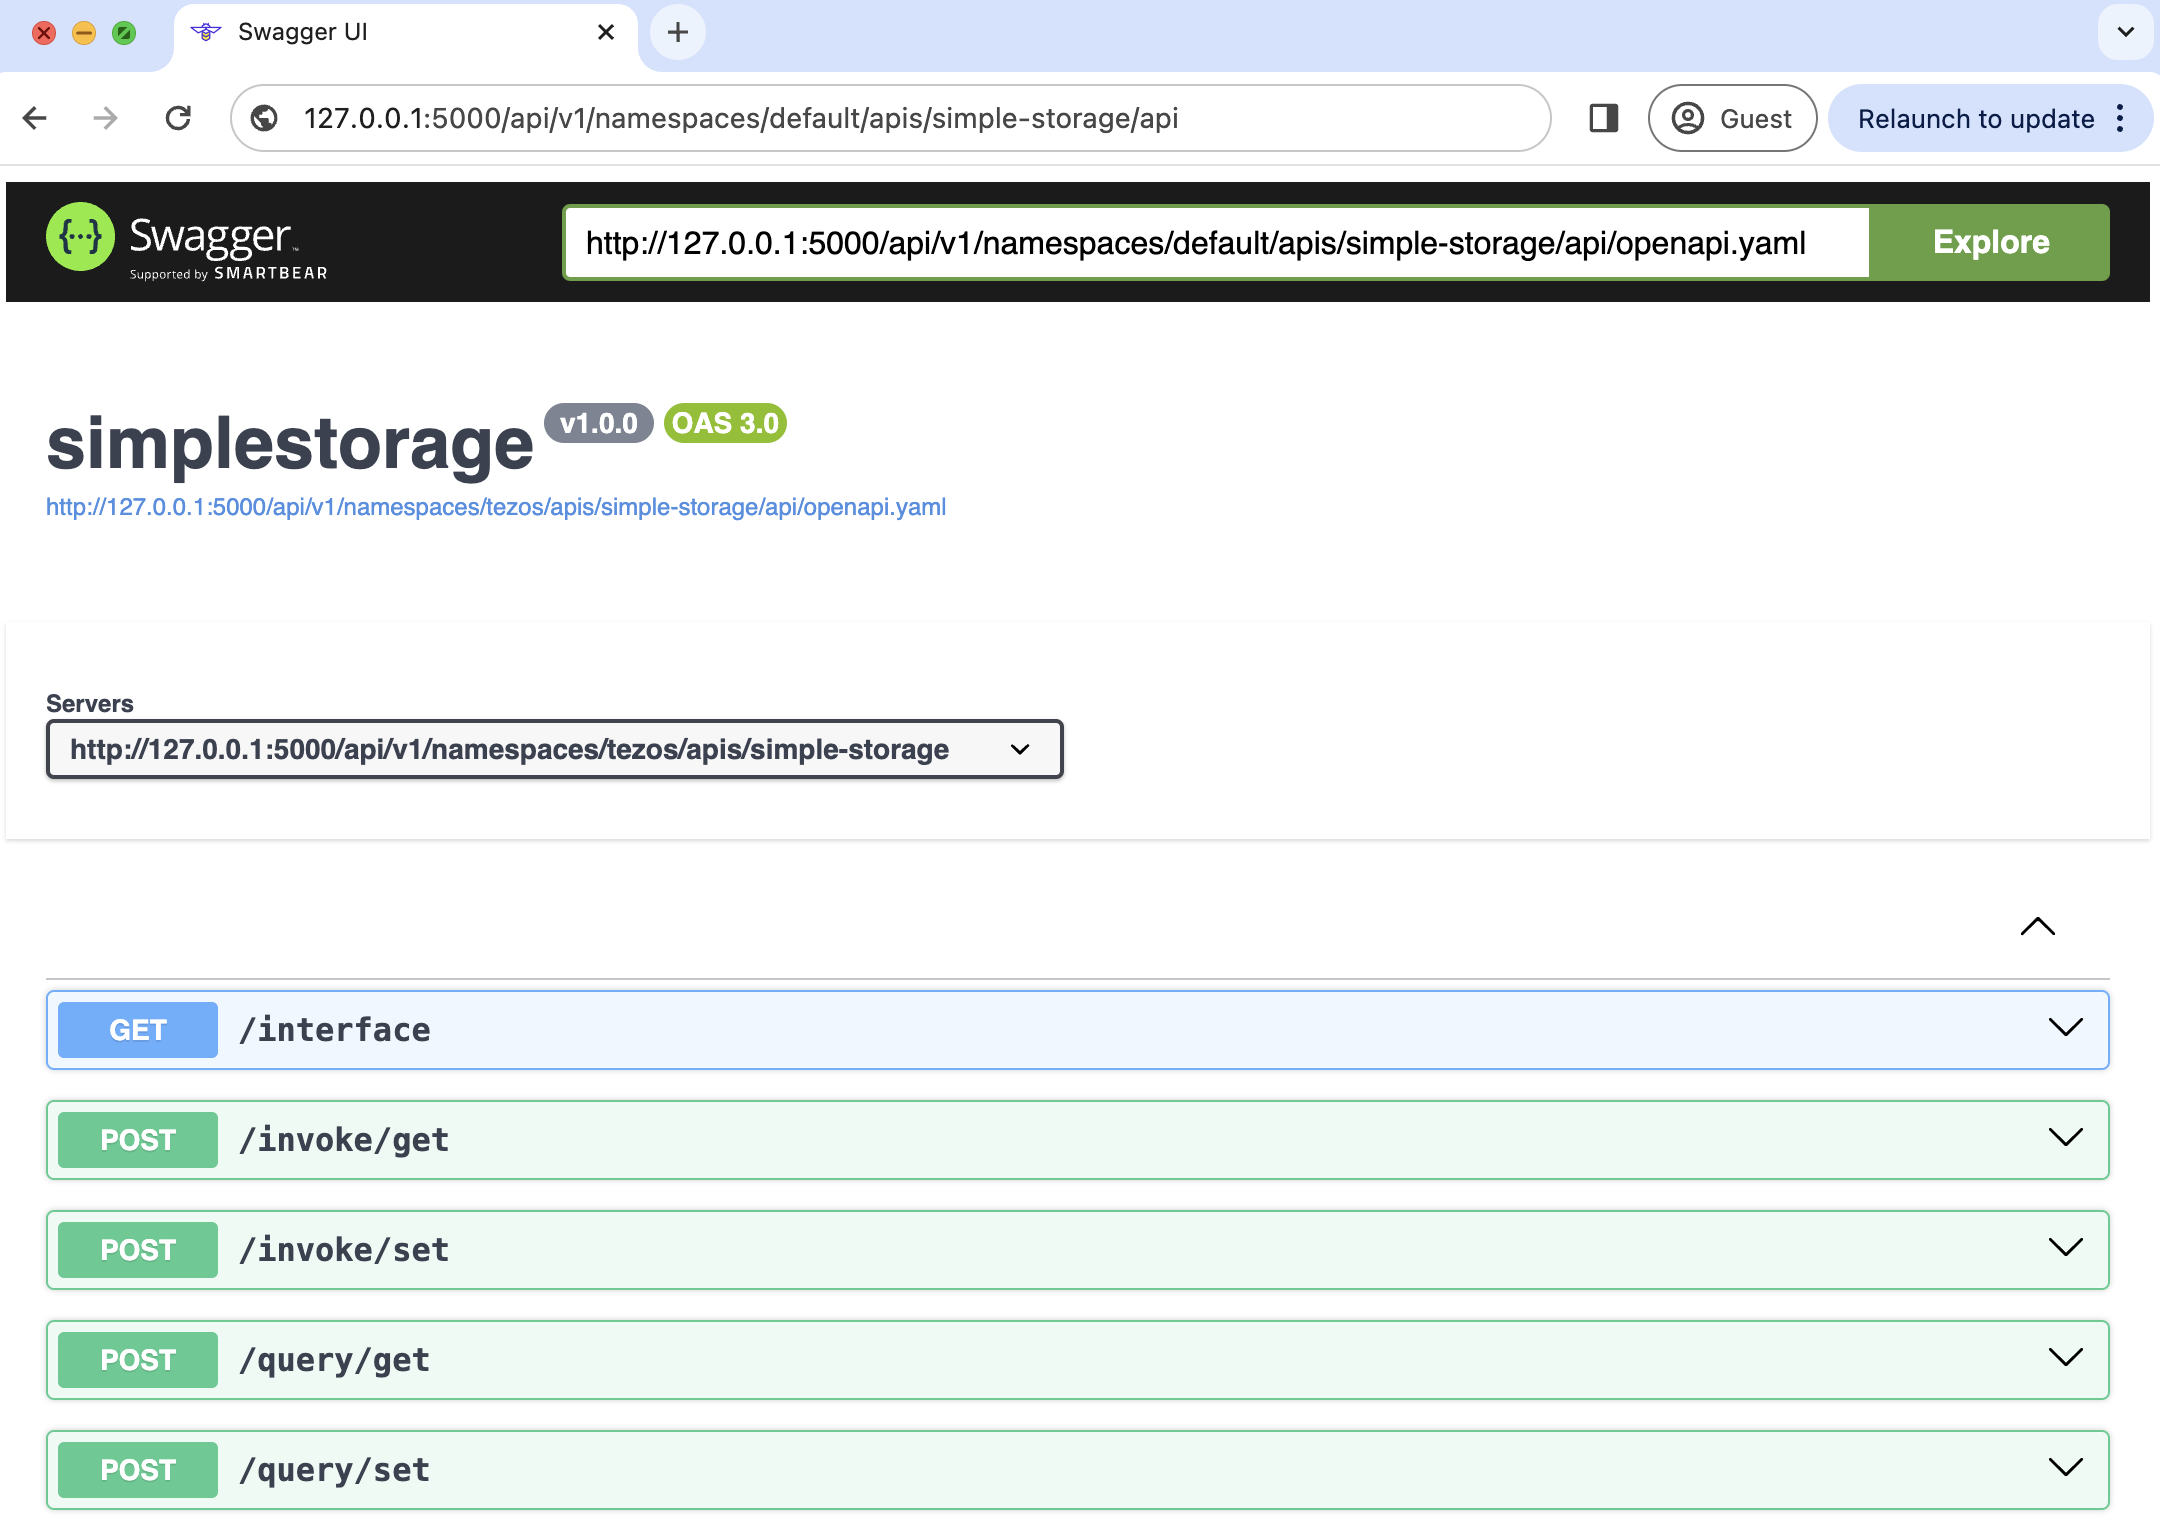 Swagger UI
127.0.0.1:5000/api/v1/namespaces/default/apis/simple-storage/api
Guest
Relaunch to update
{···} Swagger™
Supported by SMARTBEAR
http://127.0.0.1:5000/api/v1/namespaces/default/apis/simple-storage/api/openapi.yaml
Explore
simplestorage v1.0.0 OAS 3.0
http://127.0.0.1:5000/api/v1/namespaces/tezos/apis/simple-storage/api/openapi.yaml
Servers
http://127.0.0.1:5000/api/v1/namespaces/tezos/apis/simple-storage
GET /interface
POST /invoke/get
POST /invoke/set
POST /query/get
POST /query/set